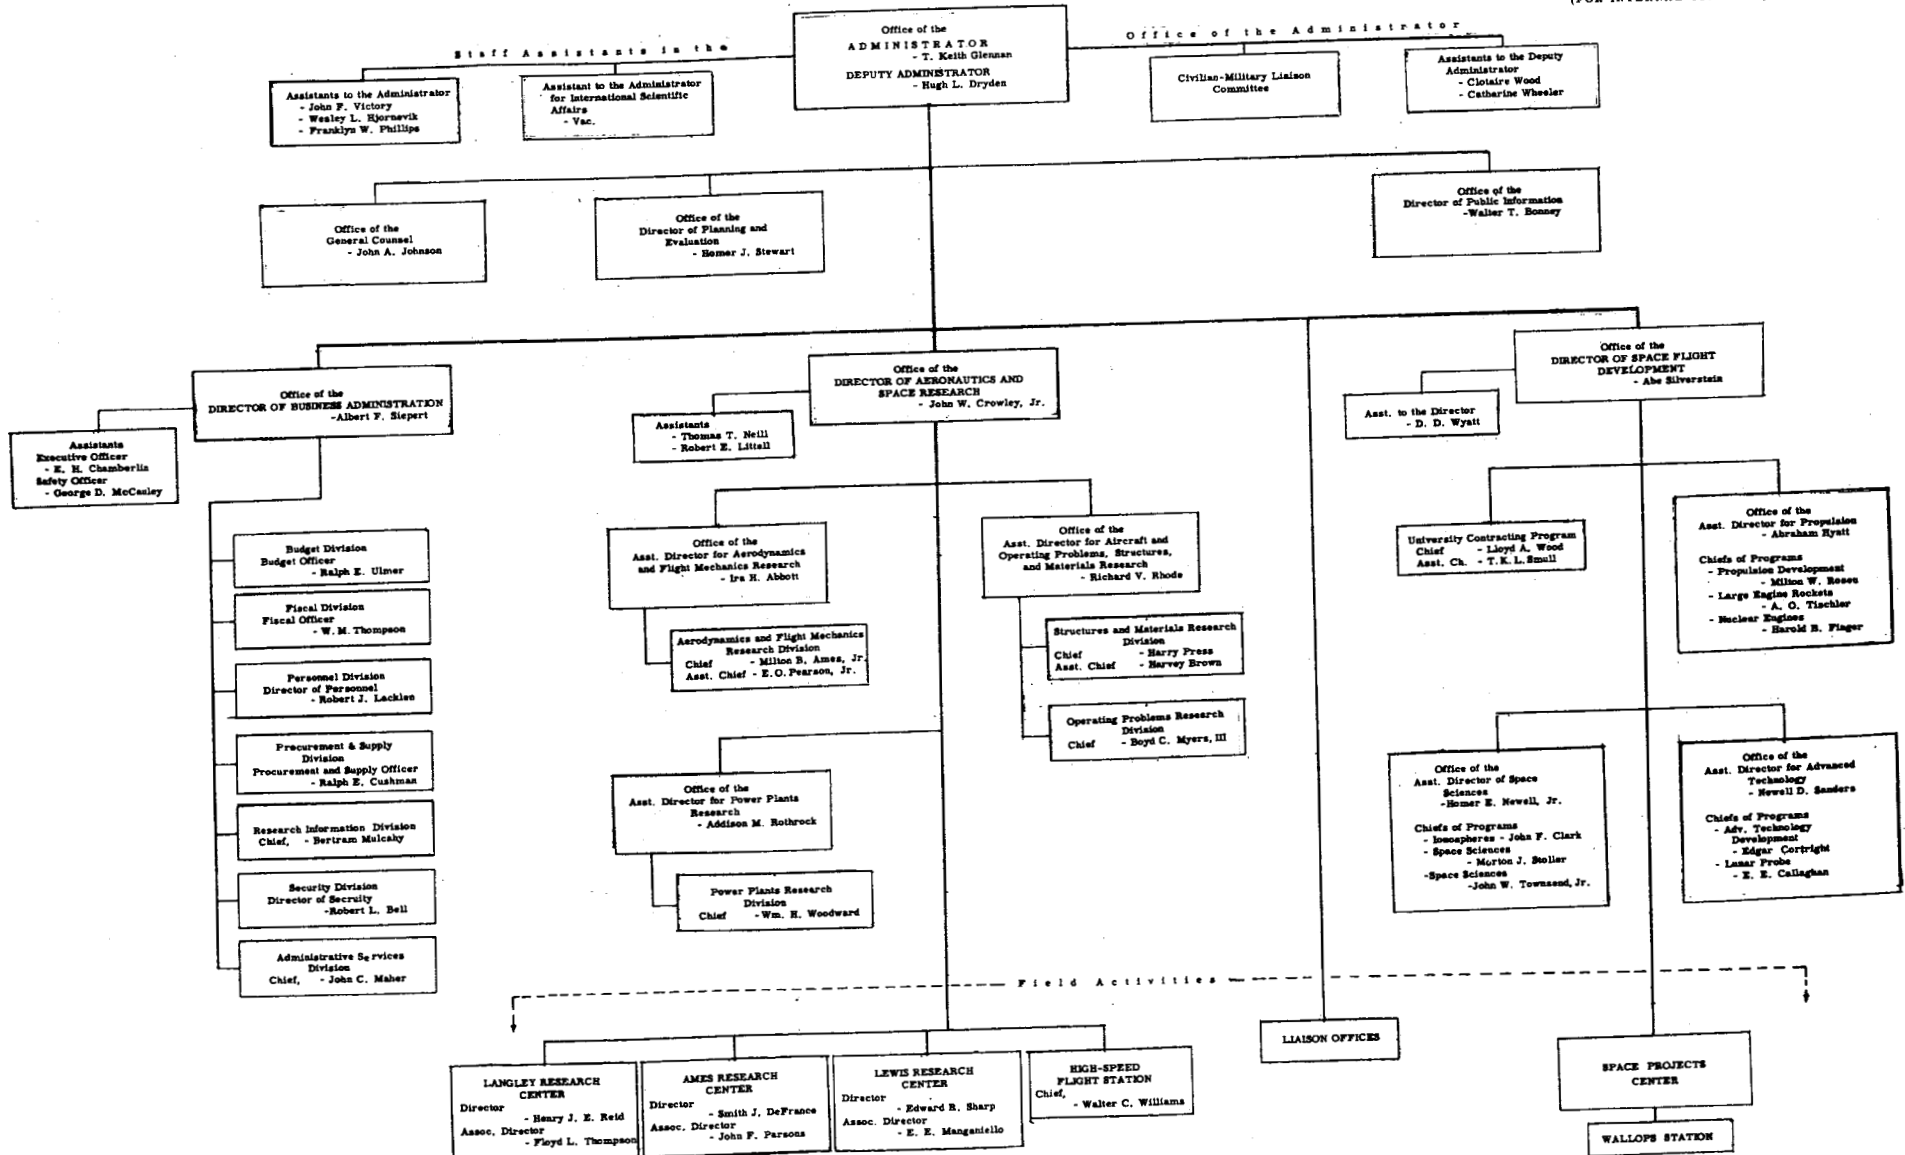 Staff Assistants in the
Office of the Administrator
Office of the
ADMINISTRATOR
- T. Keith Glennan
DEPUTY ADMINISTRATOR
- Hugh L. Dryden
Assistants to the Administrator
- John F. Victory
- Wesley L. Hjornevik
- Franklyn W. Phillips
Assistant to the Administrator
for International Scientific
Affairs
- Vac.
Civilian-Military Liaison
Committee
Assistants to the Deputy
Administrator
- Clotaire Wood
- Catharine Wheeler
Office of the
General Counsel
- John A. Johnson
Office of the
Director of Planning and
Evaluation
- Homer J. Stewart
Office of the
Director of Public Information
-Walter T. Bonney
Office of the
DIRECTOR OF BUSINESS ADMINISTRATION
-Albert F. Siepert
Assistants
Executive Officer
- E. H. Chamberlin
Safety Officer
- George D. McCauley
Budget Division
Budget Officer
- Ralph E. Ulmer
Fiscal Division
Fiscal Officer
- W. M. Thompson
Personnel Division
Director of Personnel
- Robert J. Lacklen
Procurement & Supply
Division
Procurement and Supply Officer
- Ralph E. Cushman
Research Information Division
Chief, - Bertram Mulcahy
Security Division
Director of Secruity
-Robert L. Bell
Administrative Services
Division
Chief, - John C. Maher
Office of the
DIRECTOR OF AERONAUTICS AND
SPACE RESEARCH
- John W. Crowley, Jr.
Assistants
- Thomas T. Neill
- Robert E. Littell
Office of the
Asst. Director for Aerodynamics
and Flight Mechanics Research
- Ira H. Abbott
Aerodynamics and Flight Mechanics
Research Division
Chief - Milton B. Ames, Jr.
Asst. Chief - E.O. Pearson, Jr.
Office of the
Asst. Director for Aircraft and
Operating Problems, Structures,
and Materials Research
- Richard V. Rhode
Structures and Materials Research
Division
Chief - Harry Press
Asst. Chief - Harvey Brown
Operating Problems Research
Division
Chief - Boyd C. Myers, III
Office of the
Asst. Director for Power Plants
Research
- Addison M. Rothrock
Power Plants Research
Division
Chief - Wm. H. Woodward
Office of the
DIRECTOR OF SPACE FLIGHT
DEVELOPMENT
- Abe Silverstein
Asst. to the Director
- D. D. Wyatt
University Contracting Program
Chief - Lloyd A. Wood
Asst. Ch. - T.K.L. Smull
Office of the
Asst. Director for Propulsion
- Abraham Hyatt
Chiefs of Programs
- Propulsion Development
- Milton W. Rosen
- Large Engine Rockets
- A. O. Tischler
- Nuclear Engines
- Harold B. Finger
Office of the
Asst. Director of Space
Sciences
-Homer E. Newell, Jr.
Chiefs of Programs
- Ionospheres - John F. Clark
- Space Sciences
- Morton J. Stoller
-Space Sciences
-John W. Townsend, Jr.
Office of the
Asst. Director for Advanced
Technology
- Newell D. Sanders
Chiefs of Programs
- Adv. Technology
Development
- Edgar Cortright
- Lunar Probe
- E. E. Callaghan
Field Activities
LANGLEY RESEARCH
CENTER
Director
- Henry J. E. Reid
Assoc. Director
- Floyd L. Thompson
AMES RESEARCH
CENTER
Director
- Smith J. DeFrance
Assoc. Director
- John F. Parsons
LEWIS RESEARCH
CENTER
Director
- Edward R. Sharp
Assoc. Director
- E. E. Manganiello
HIGH-SPEED
FLIGHT STATION
Chief,
- Walter C. Williams
LIAISON OFFICES
SPACE PROJECTS
CENTER
WALLOPS STATION